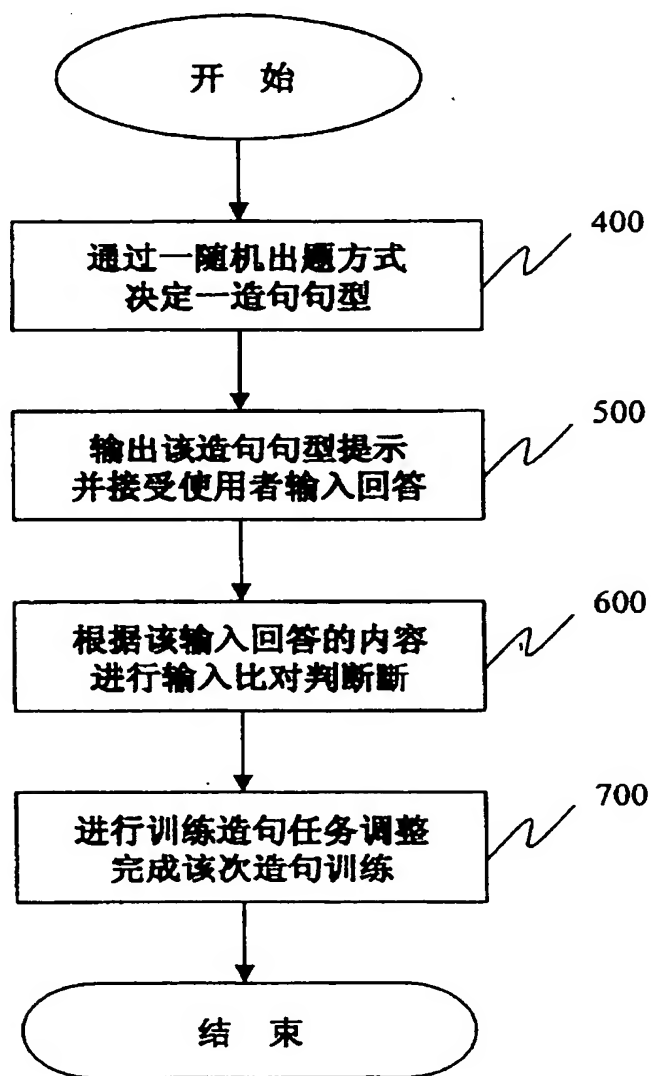 开 始
通过一随机出题方式
决定一造句句型
400
输出该造句句型提示
并接受使用者输入回答
500
根据该输入回答的内容
进行输入比对判断斷
600
进行训练造句任务调整
完成该次造句训练
700
结 束